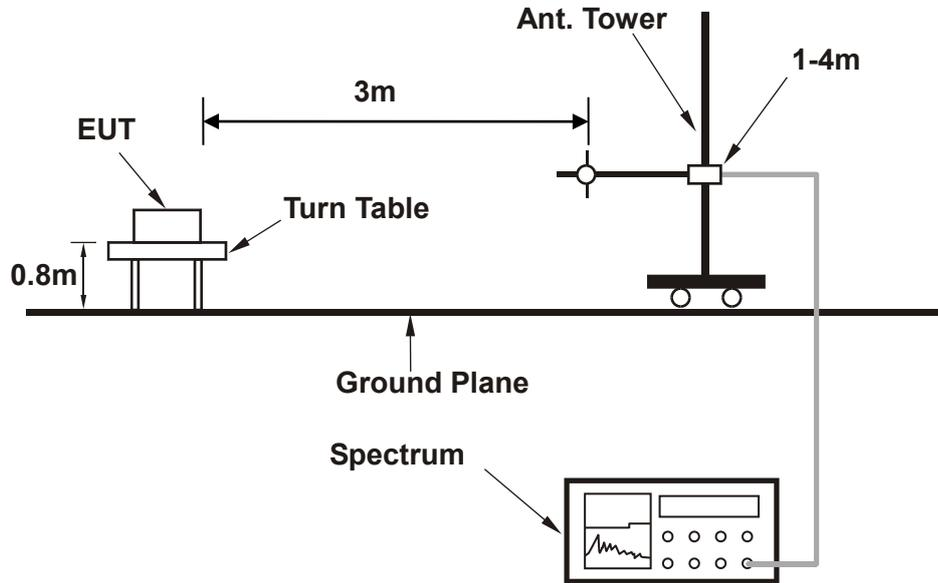 Ant. Tower
1-4m
3m
EUT
Turn Table
0.8m
Ground Plane
Spectrum